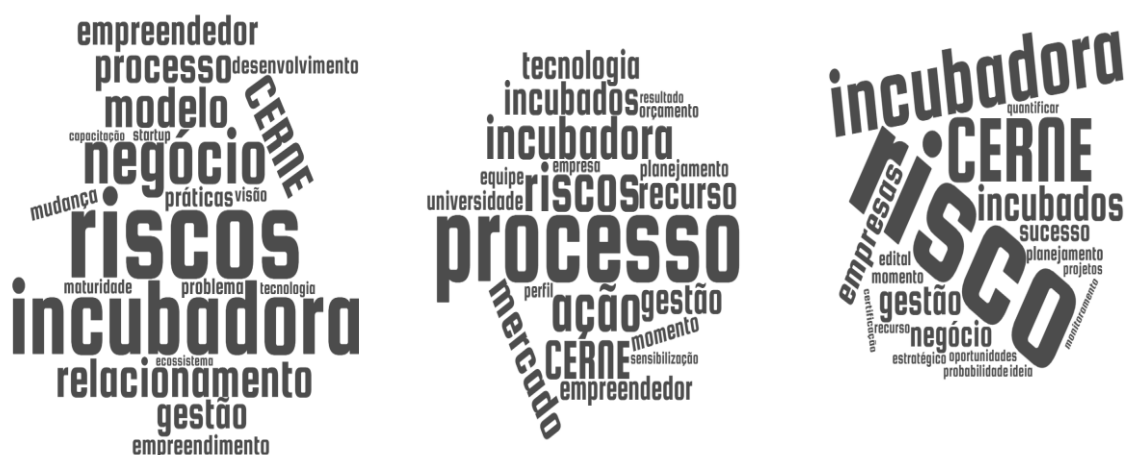 empreendedor
processo desenvolvimento
modelo CERNE
capacitação startup
negócio
mudança práticas visão
riscos
maturidade problema tecnologia
incubadora
ecossistema
relacionamento
gestão
empreendimento
tecnologia
incubados resultado
orçamento
incubadora
empresa planejamento
equipe riscos recurso
universidade
processo
perfil
mercado ação gestão
momento
CERNE sensibilização
empreendedor
incubadora
quantificar
risco CERNE
empresas incubados
sucesso
edital planejamento
momento projetos
certificação gestão monitoramento
recurso negócio
estratégico oportunidades
probabilidade ideia